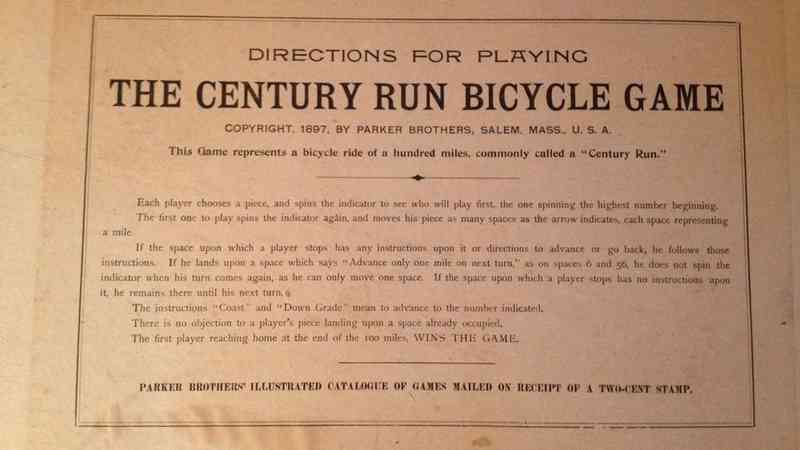 DIRECTIONS FOR PLAYING
THE CENTURY RUN BICYCLE GAME
COPYRIGHT, 1897, BY PARKER BROTHERS, SALEM, MASS., U. S. A.
This Game represents a bicycle ride of a hundred miles, commonly called a "Century Run."
Each player chooses a piece, and spins the indicator to see who will play first, the one spinning the highest number beginning.
The first one to play spins the indicator again, and moves his piece as many spaces as the arrow indicates, each space representing
a mile
If the space upon which a player stops has any instructions upon it or directions to advance or go back, he follows those
instructions. If he lands upon a space which says "Advance only one mile on next turn," as on spaces 6 and 56, he does not spin the
indicator when his turn comes again, as he can only move one space. If the space upon which a player stops has no instructions upon
it, he remains there until his next turn.
The instructions "Coast" and "Down Grade" mean to advance to the number indicated.
There is no objection to a player's piece landing upon a space already occupied.
The first player reaching home at the end of the 100 miles, WINS THE GAME.
PARKER BROTHERS' ILLUSTRATED CATALOGUE OF GAMES MAILED ON RECEIPT OF A TWO-CENT STAMP.